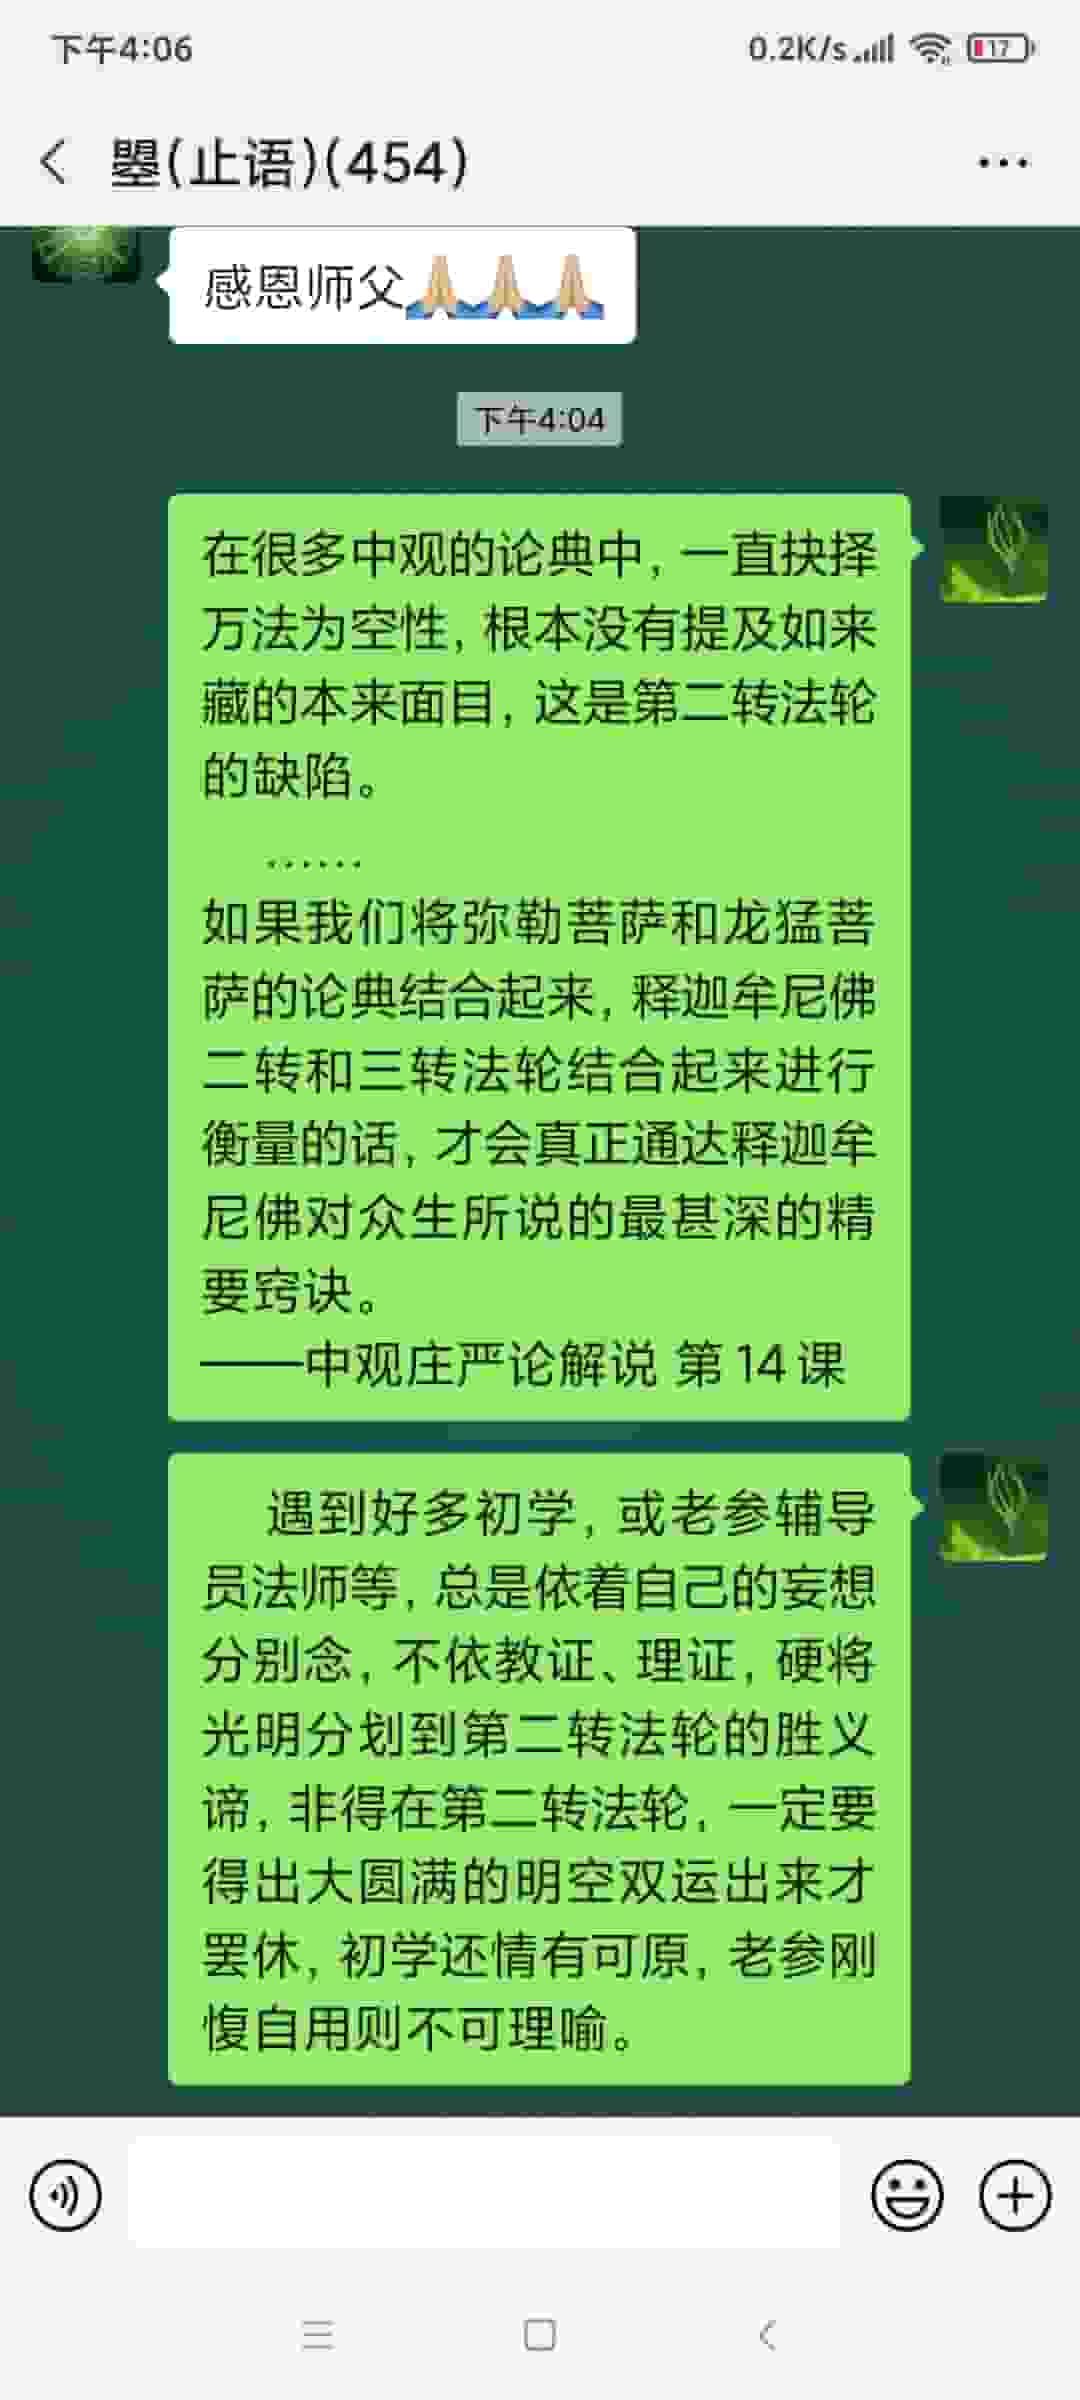 下午4:06
0.2K/s
17
曌(止语)(454)
感恩师父🙏🏼🙏🏼🙏🏼
下午4:04
在很多中观的论典中，一直抉择
万法为空性，根本没有提及如来
藏的本来面目，这是第二转法轮
的缺陷。
……
如果我们将弥勒菩萨和龙猛菩
萨的论典结合起来，释迦牟尼佛
二转和三转法轮结合起来进行
衡量的话，才会真正通达释迦牟
尼佛对众生所说的最甚深的精
要窍诀。
——中观庄严论解说 第14课
遇到好多初学，或老参辅导
员法师等，总是依着自己的妄想
分别念，不依教证、理证，硬将
光明分划到第二转法轮的胜义
谛，非得在第二转法轮，一定要
得出大圆满的明空双运出来才
罢休，初学还情有可原，老参刚
愎自用则不可理喻。